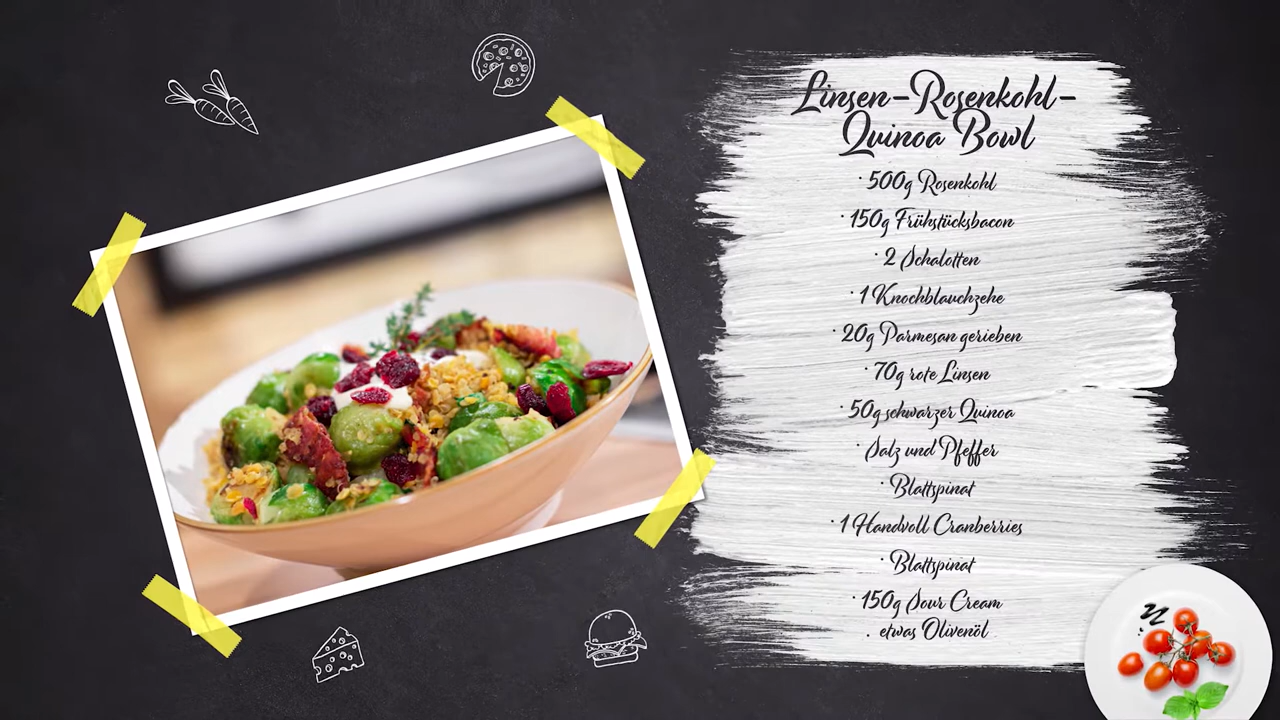 Linsen-Rosenkohl-
Quinoa Bowl
· 500g Rosenkohl
· 150g Frühstücksbacon
· 2 Schalotten
· 1 Knochblauchzehe
· 20g Parmesan gerieben
· 70g rote Linsen
· 50g schwarzer Quinoa
· Salz und Pfeffer
· Blattspinat
· 1 Handvoll Cranberries
· Blattspinat
· 150g Sour Cream
. etwas Olivenöl